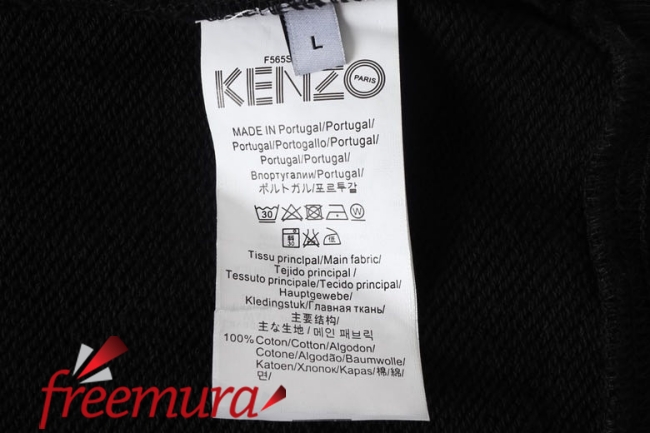 L
F565S
KENZO
PARIS
MADE IN Portugal/Portugal/
Portugal/Portogallo/Portugal/
Portugal/Portugal/
Впортугалии/Portugal/
ポルトガル/포르투갈
30
W
Tissu princlpal/Main fabric/
Tejido principal /
Tessuto principale/Tecido principal/
Hauptgewebe/
Kledingstuk/Главная ткань/
主要结构/
主な生地 / 메인 패브릭
100%Coton/Cotton/Algodon/
Cotone/Algodão/Baumwolle/
Katoen/Хлопок/Kapas/棉/綿/
면/
freemura